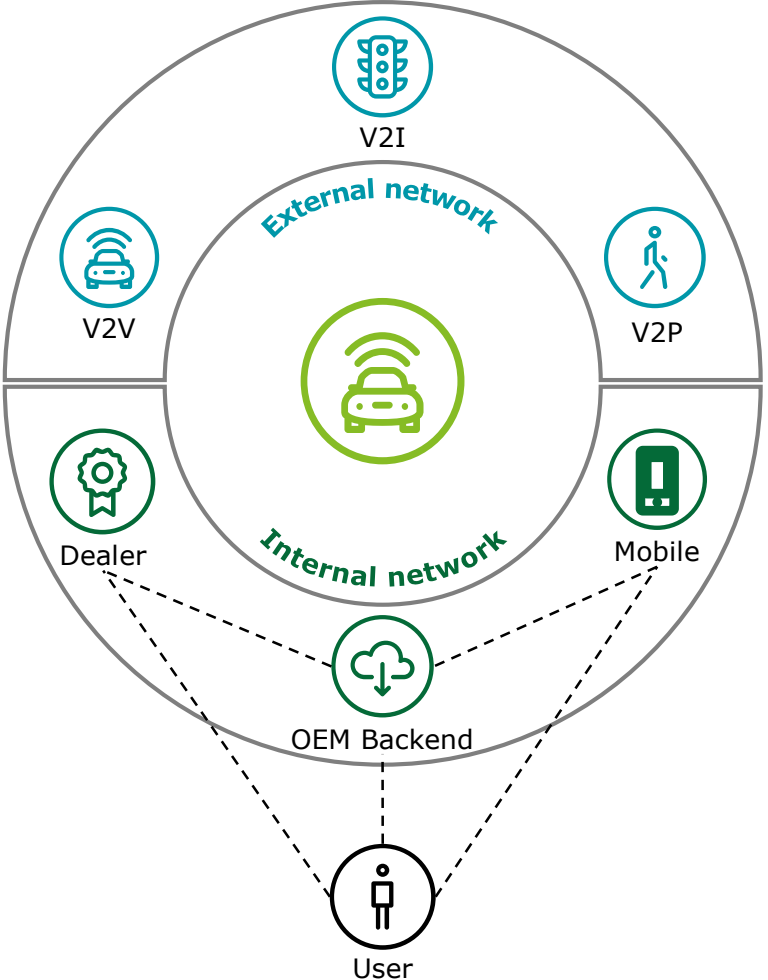 V2I
External network
V2V
V2P
Dealer
Mobile
Internal network
OEM Backend
User